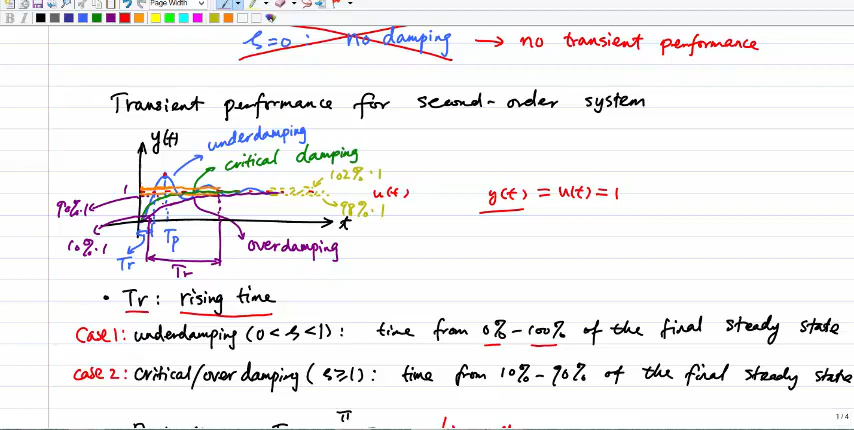 Page Width
B I
ς=0 : no damping → no transient performance
Transient performance for second-order system
y(t)
underdamping
critical damping
102%·1
1
u(t)
y(t) = u(t) = 1
90%·1
98%·1
t
10%·1
Tp
overdamping
Tr
Tr
• Tr: rising time
Case 1: underdamping (0 < ς < 1): time from 0% - 100% of the final steady state
Case 2: critical/over damping (ς ≥ 1): time from 10% - 90% of the final steady state
π
1 / 4